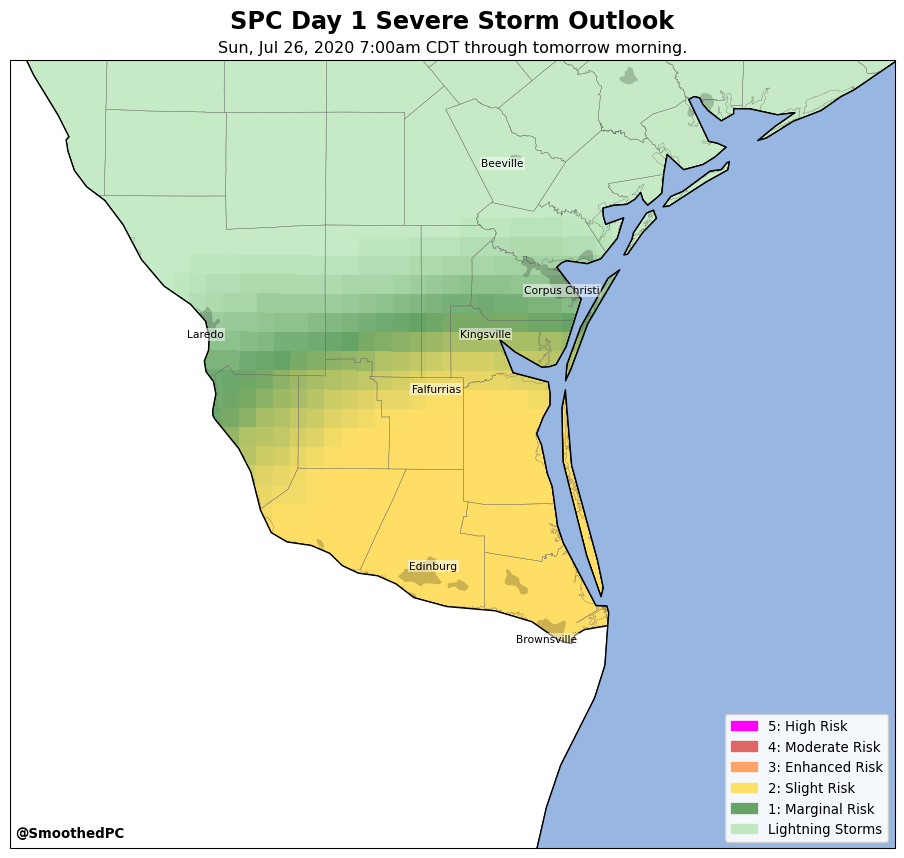 SPC Day 1 Severe Storm Outlook
Sun, Jul 26, 2020 7:00am CDT through tomorrow morning.
Beeville
Corpus Christi
Laredo
Kingsville
Falfurrias
Edinburg
Brownsville
5: High Risk
4: Moderate Risk
3: Enhanced Risk
2: Slight Risk
1: Marginal Risk
Lightning Storms
@SmoothedPC